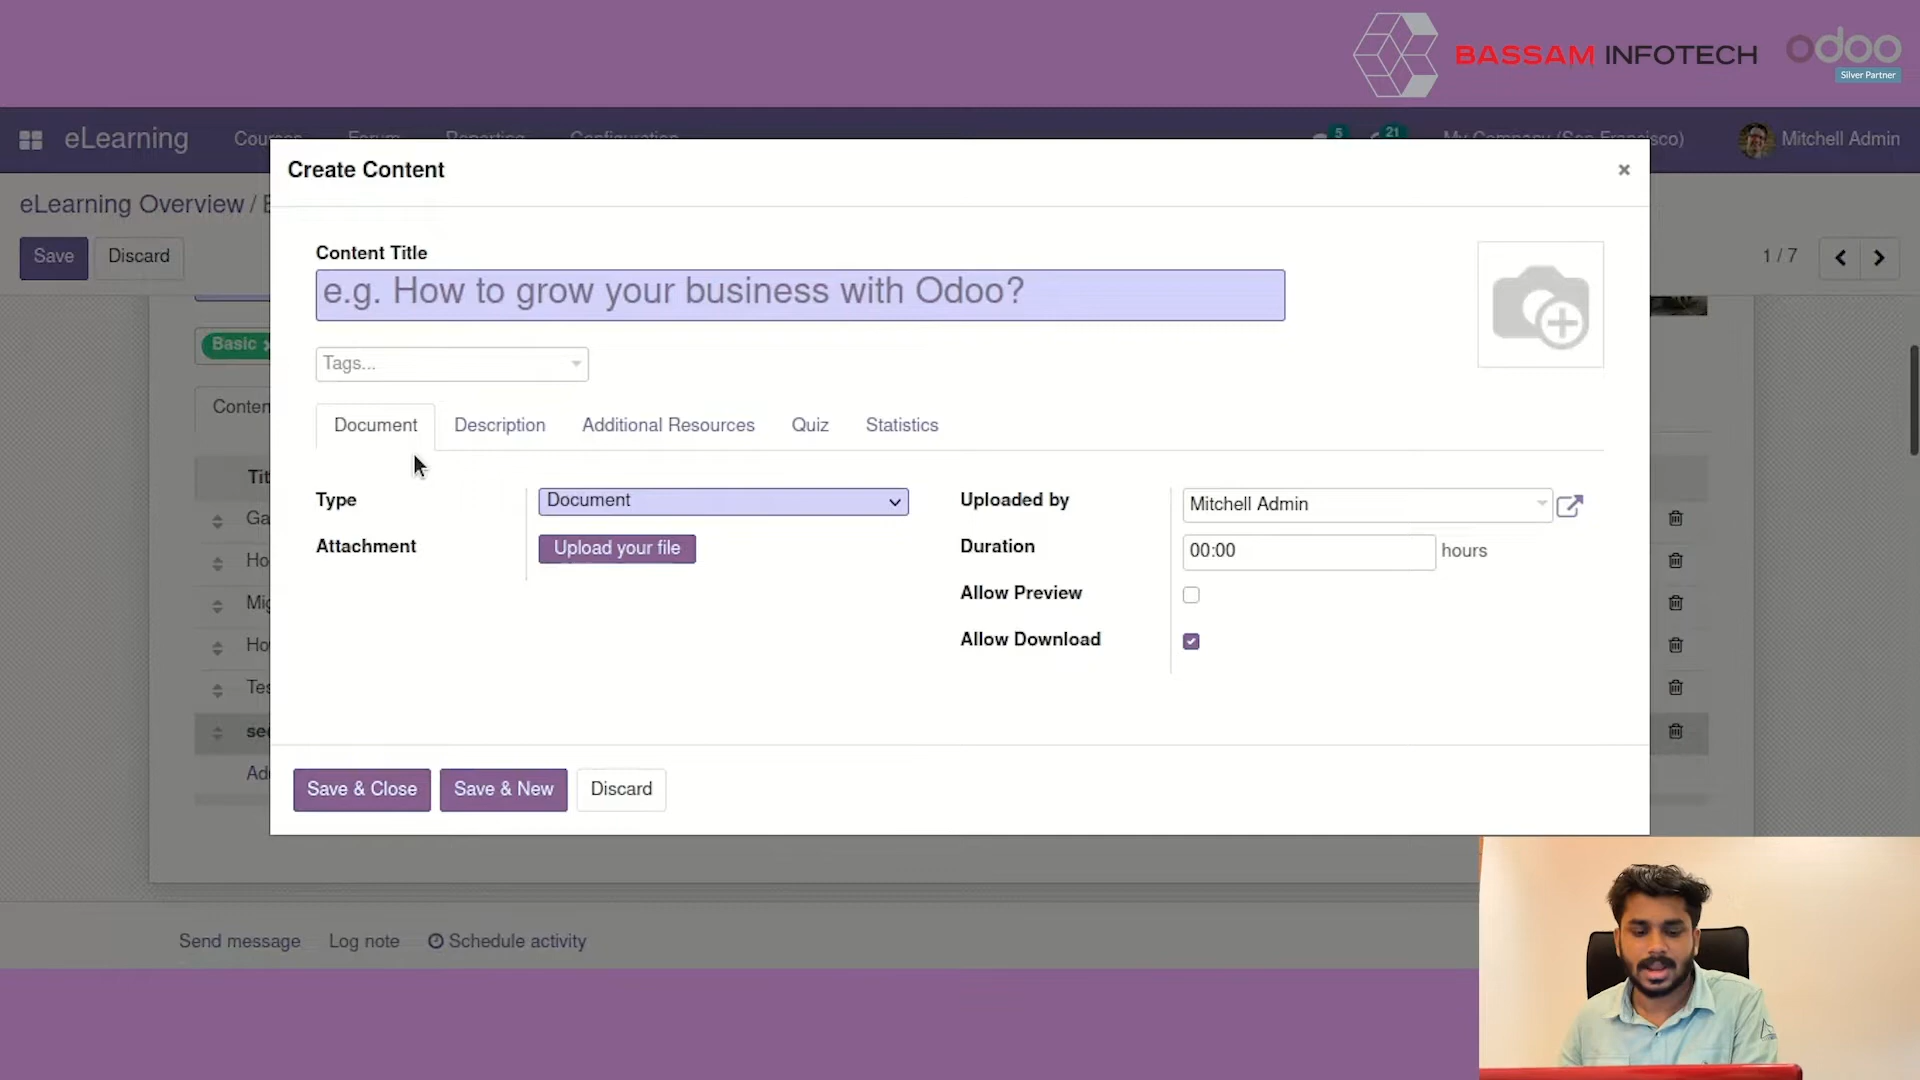 BASSAM INFOTECH
odoo
Silver Partner
eLearning
5
21
Mitchell Admin
eLearning Overview /
Save
Discard
1 / 7
Create Content
×
Content Title
e.g. How to grow your business with Odoo?
Basic
Tags...
Document
Description
Additional Resources
Quiz
Statistics
Type
Document
Attachment
Upload your file
Uploaded by
Mitchell Admin
Duration
00:00
hours
Allow Preview
Allow Download
Save & Close
Save & New
Discard
Send message
Log note
Schedule activity